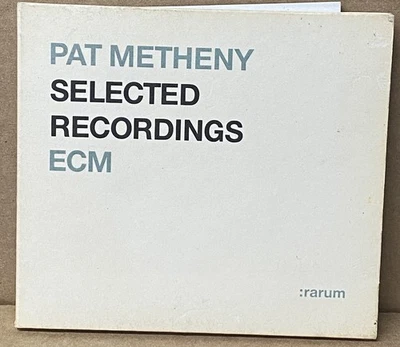 PAT METHENY
SELECTED
RECORDINGS
ECM
:rarum